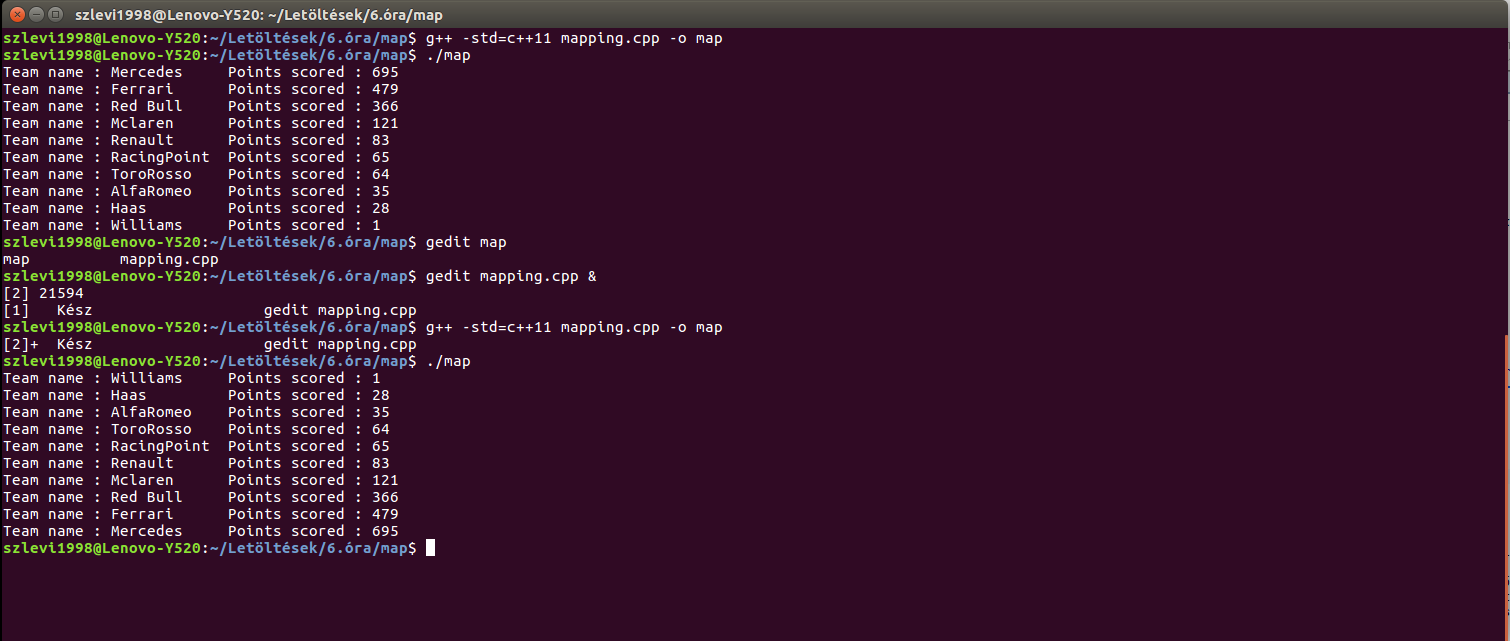 szlevi1998@Lenovo-Y520: ~/Letöltések/6.óra/map
szlevi1998@Lenovo-Y520:~/Letöltések/6.óra/map$ g++ -std=c++11 mapping.cpp -o map
szlevi1998@Lenovo-Y520:~/Letöltések/6.óra/map$ ./map
Team name : Mercedes     Points scored : 695
Team name : Ferrari      Points scored : 479
Team name : Red Bull     Points scored : 366
Team name : Mclaren      Points scored : 121
Team name : Renault      Points scored : 83
Team name : RacingPoint  Points scored : 65
Team name : ToroRosso    Points scored : 64
Team name : AlfaRomeo    Points scored : 35
Team name : Haas         Points scored : 28
Team name : Williams     Points scored : 1
szlevi1998@Lenovo-Y520:~/Letöltések/6.óra/map$ gedit map
map          mapping.cpp
szlevi1998@Lenovo-Y520:~/Letöltések/6.óra/map$ gedit mapping.cpp &
[2] 21594
[1]   Kész                   gedit mapping.cpp
szlevi1998@Lenovo-Y520:~/Letöltések/6.óra/map$ g++ -std=c++11 mapping.cpp -o map
[2]+  Kész                   gedit mapping.cpp
szlevi1998@Lenovo-Y520:~/Letöltések/6.óra/map$ ./map
Team name : Williams     Points scored : 1
Team name : Haas         Points scored : 28
Team name : AlfaRomeo    Points scored : 35
Team name : ToroRosso    Points scored : 64
Team name : RacingPoint  Points scored : 65
Team name : Renault      Points scored : 83
Team name : Mclaren      Points scored : 121
Team name : Red Bull     Points scored : 366
Team name : Ferrari      Points scored : 479
Team name : Mercedes     Points scored : 695
szlevi1998@Lenovo-Y520:~/Letöltések/6.óra/map$